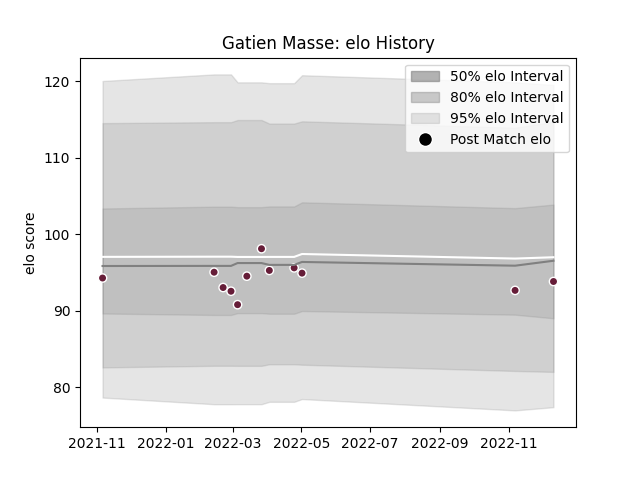 Gatien Masse: elo History
50% elo Interval
80% elo Interval
95% elo Interval
Post Match elo
elo score
120
110
100
90
80
2021-11 2022-01 2022-03 2022-05 2022-07 2022-09 2022-11